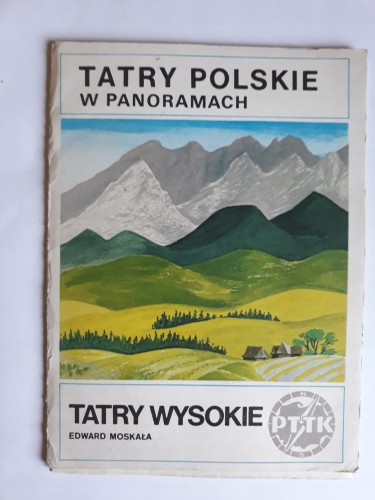 TATRY POLSKIE
W PANORAMACH
TATRY WYSOKIE
EDWARD MOSKAŁA
PTTK